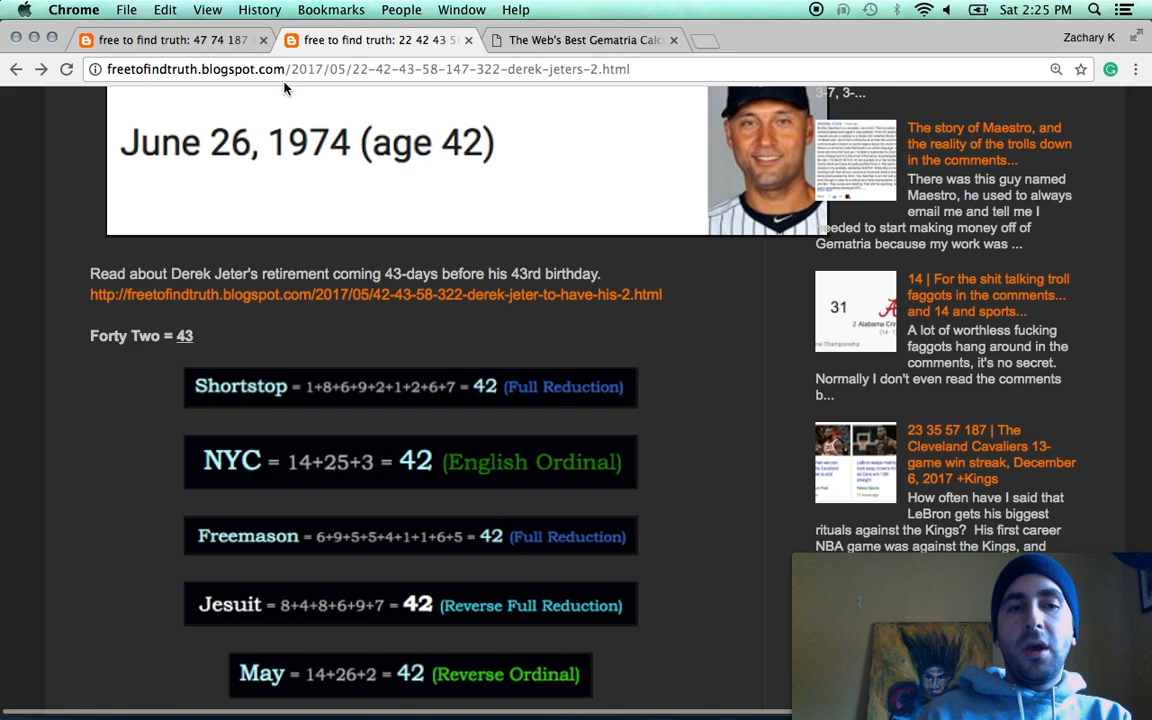 Chrome File Edit View History Bookmarks People Window Help Sat 2:25 PM
free to find truth: 47 74 187
free to find truth: 22 42 43 58
The Web's Best Gematria Calc
Zachary K
freetofindtruth.blogspot.com/2017/05/22-42-43-58-147-322-derek-jeters-2.html
June 26, 1974 (age 42)
Read about Derek Jeter's retirement coming 43-days before his 43rd birthday.
http://freetofindtruth.blogspot.com/2017/05/42-43-58-322-derek-jeter-to-have-his-2.html
Forty Two = 43
Shortstop = 1+8+6+9+2+1+2+6+7 = 42 (Full Reduction)
NYC = 14+25+3 = 42 (English Ordinal)
Freemason = 6+9+5+5+4+1+1+6+5 = 42 (Full Reduction)
Jesuit = 8+4+8+6+9+7 = 42 (Reverse Full Reduction)
May = 14+26+2 = 42 (Reverse Ordinal)
3-7, 3-...
The story of Maestro, and
the reality of the trolls down
in the comments...
There was this guy named
Maestro, he used to always
email me and tell me I
needed to start making money off of
Gematria because my work was ...
14 | For the shit talking troll
faggots in the comments...
and 14 and sports...
31
A lot of worthless fucking
faggots hang around in the
comments, it's no secret.
Normally I don't even read the comments
b...
23 35 57 187 | The
Cleveland Cavaliers 13-
game win streak, December
6, 2017 +Kings
How often have I said that
LeBron gets his biggest
rituals against the Kings? His first career
NBA game was against the Kings, and